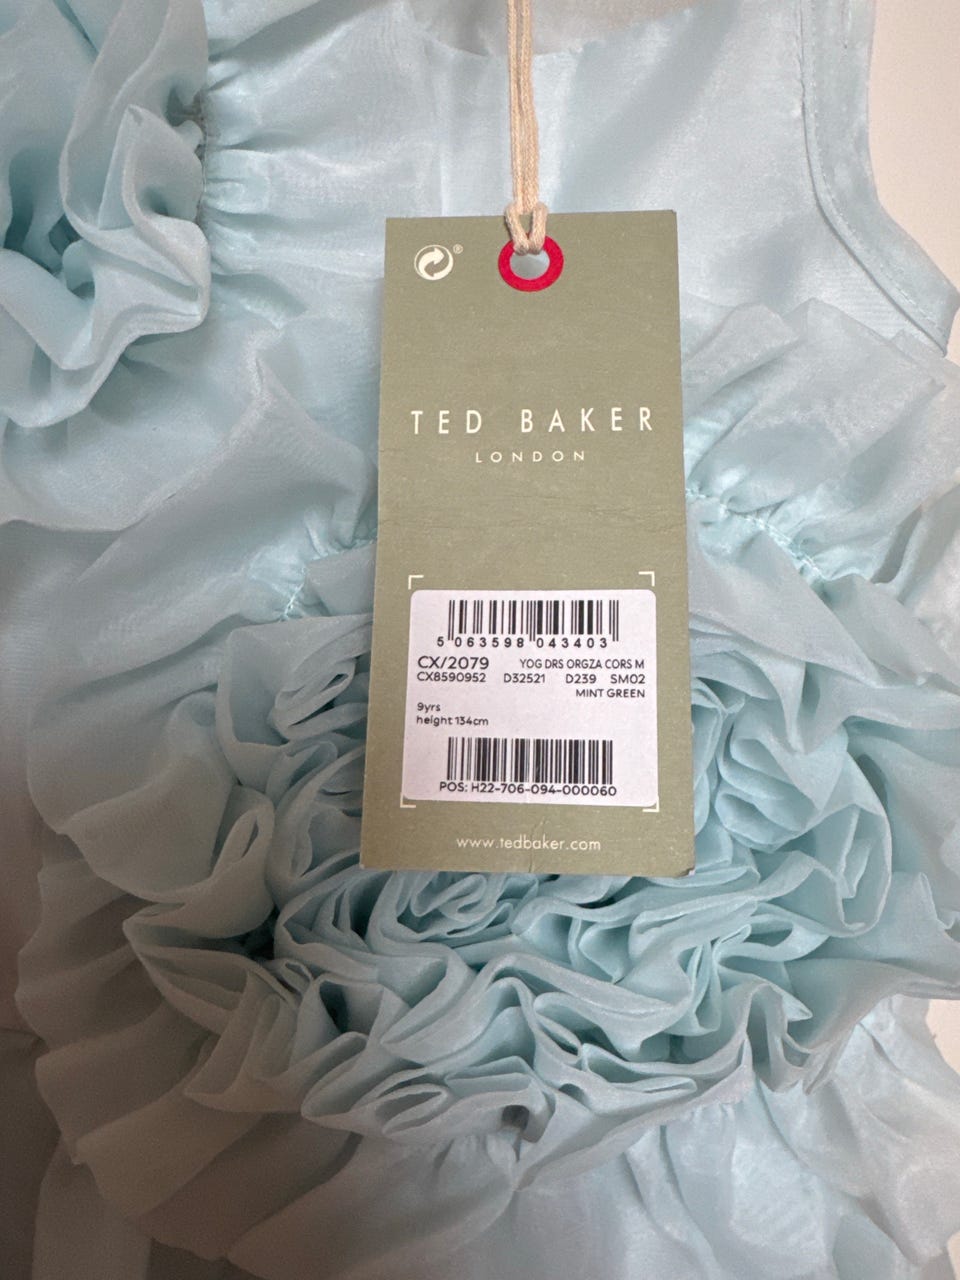 ®
TED BAKER
LONDON
5 063598 043403
CX/2079 YOG DRS ORGZA CORS M
CX8590952 D32521 D239 SM02
MINT GREEN
9yrs
height 134cm
POS: H22-706-094-000060
www.tedbaker.com